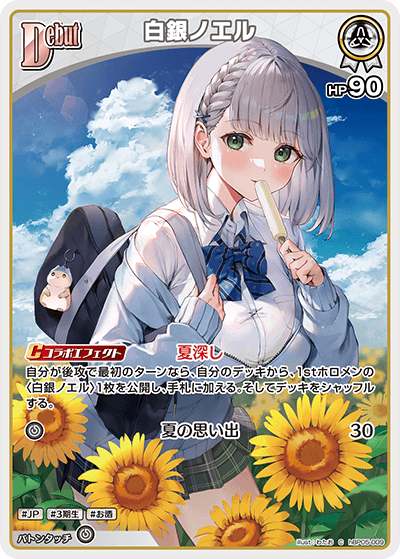 Debut
白銀ノエル
HP90
Cコラボエフェクト 夏深し
自分が後攻で最初のターンなら、自分のデッキから、1stホロメンの
〈白銀ノエル〉1枚を公開し、手札に加える。そしてデッキをシャッフル
する。
夏の思い出 30
#JP #3期生 #お酒
バトンタッチ
illust：わたお C hBP05-009